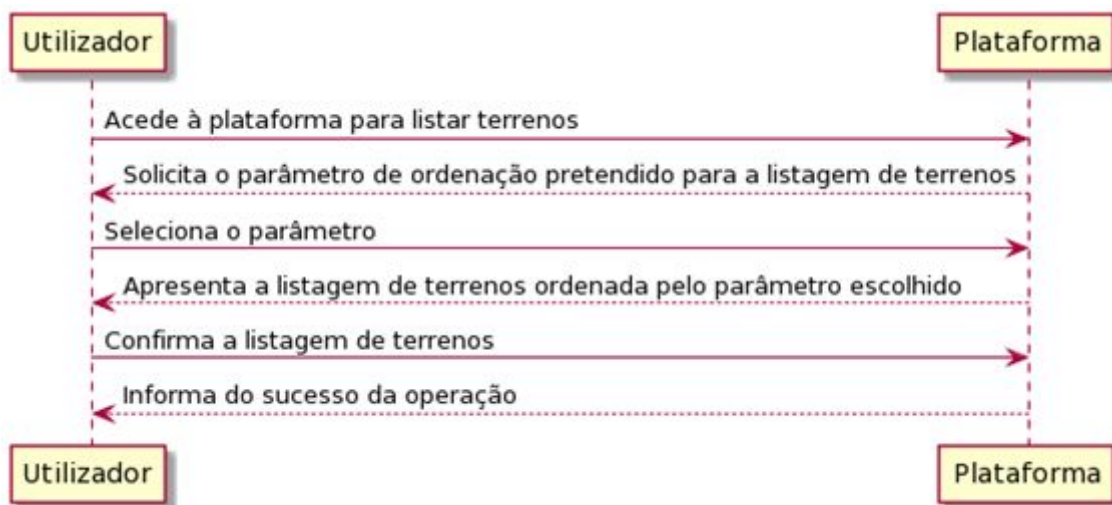 Utilizador
Plataforma
Acede à plataforma para listar terrenos
Solicita o parâmetro de ordenação pretendido para a listagem de terrenos
Seleciona o parâmetro
Apresenta a listagem de terrenos ordenada pelo parâmetro escolhido
Confirma a listagem de terrenos
Informa do sucesso da operação
Utilizador
Plataforma